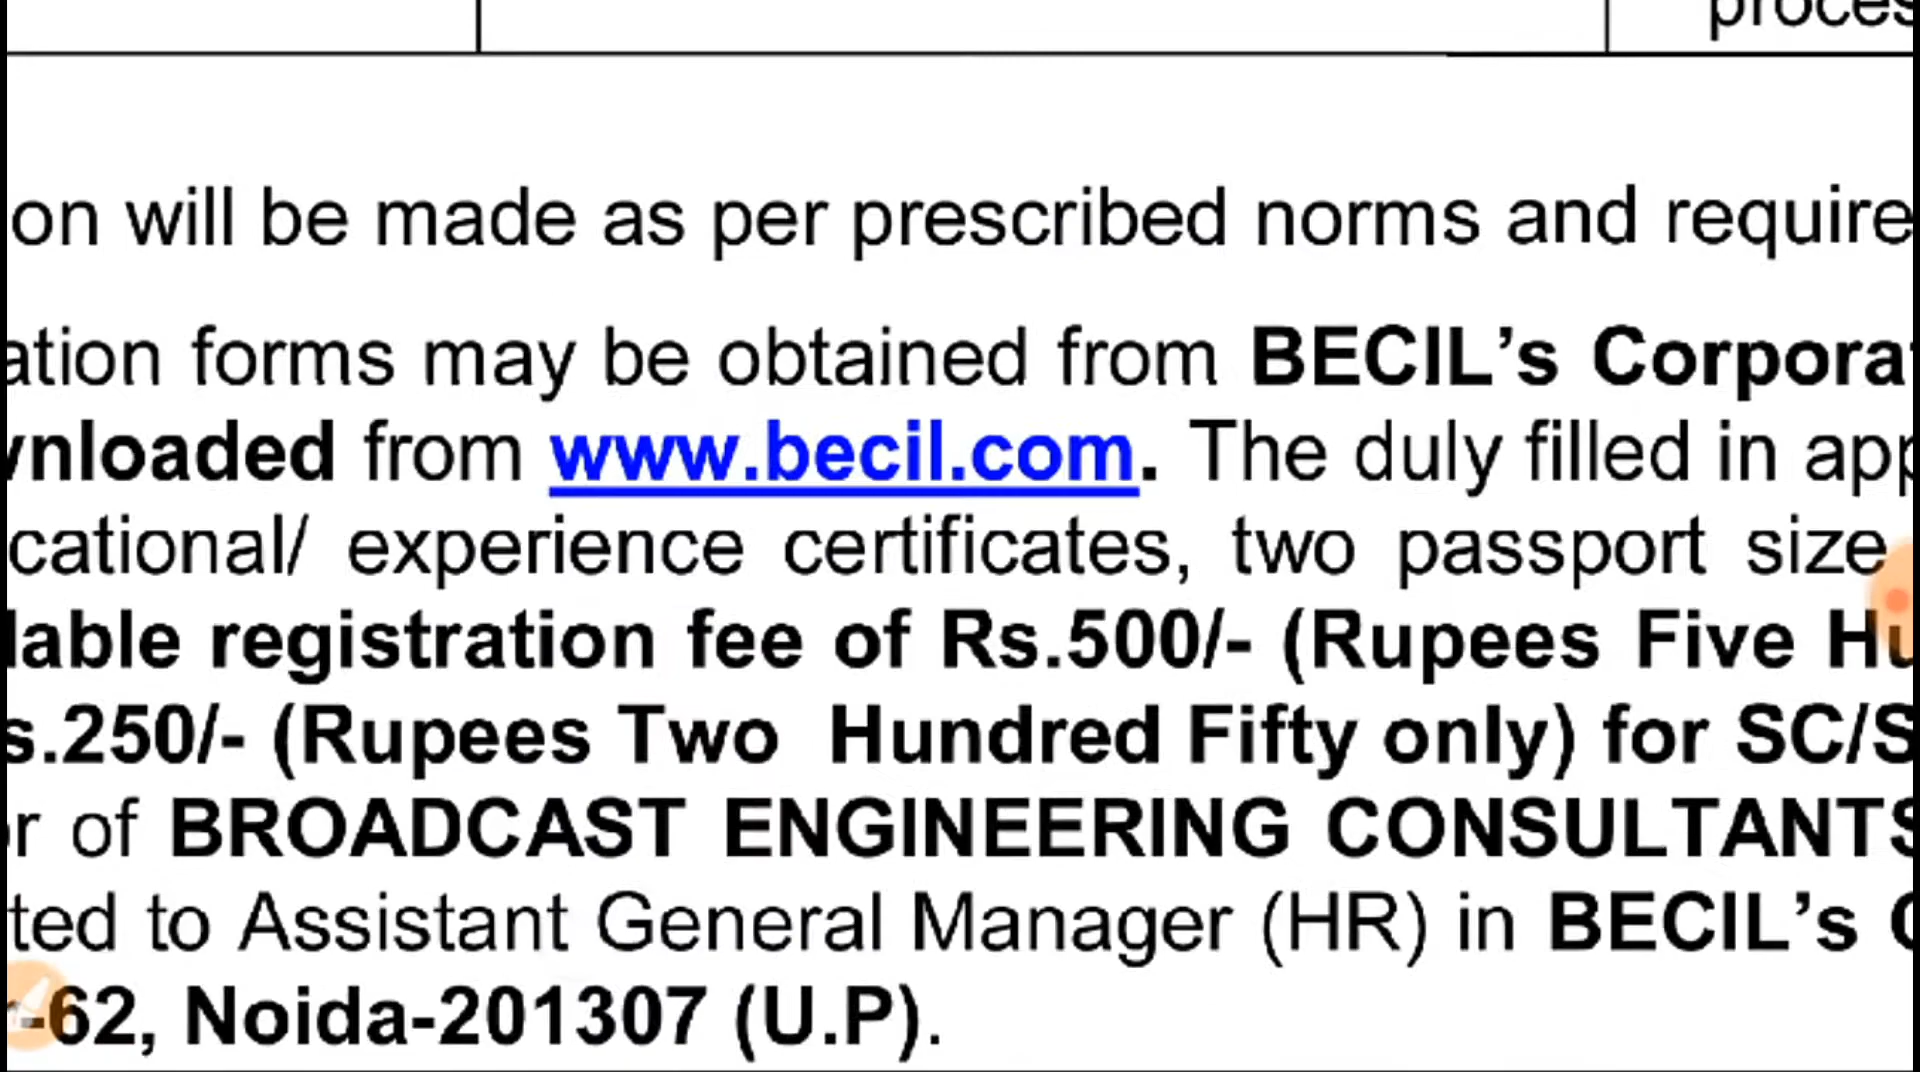 proces
on will be made as per prescribed norms and require
ation forms may be obtained from BECIL’s Corporat
wnloaded from www.becil.com. The duly filled in app
cational/ experience certificates, two passport size
lable registration fee of Rs.500/- (Rupees Five Hu
s.250/- (Rupees Two Hundred Fifty only) for SC/S
or of BROADCAST ENGINEERING CONSULTANTS
ted to Assistant General Manager (HR) in BECIL’s C
r-62, Noida-201307 (U.P).